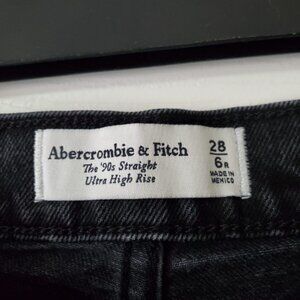 Abercrombie & Fitch
The '90s Straight
Ultra High Rise
28
6R
MADE IN
MEXICO